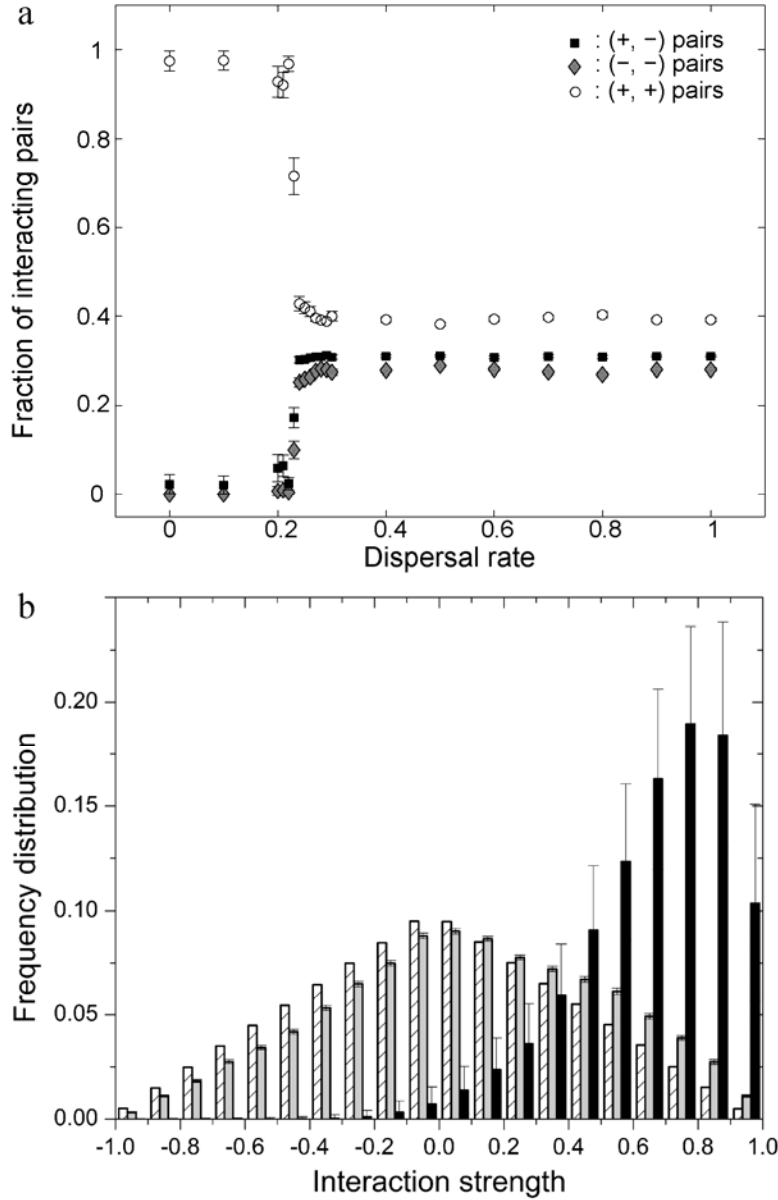 a
1
0.8
0.6
0.4
0.2
0
Fraction of interacting pairs
: (+, −) pairs
: (−, −) pairs
: (+, +) pairs
0 0.2 0.4 0.6 0.8 1
Dispersal rate
b
0.20
0.15
0.10
0.05
0.00
Frequency distribution
-1.0 -0.8 -0.6 -0.4 -0.2 0.0 0.2 0.4 0.6 0.8 1.0
Interaction strength